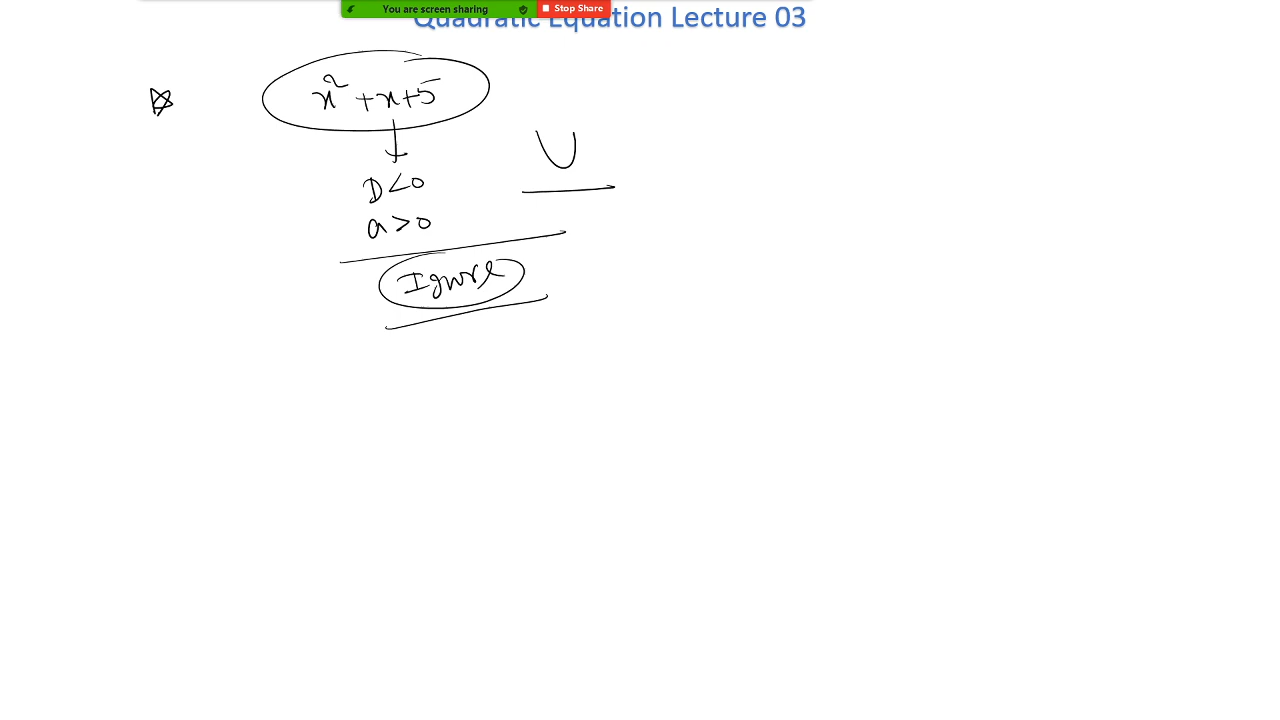 You are screen sharing Stop Share
Quadratic Equation Lecture 03
x² + x + 5
D < 0
a > 0
Ignore